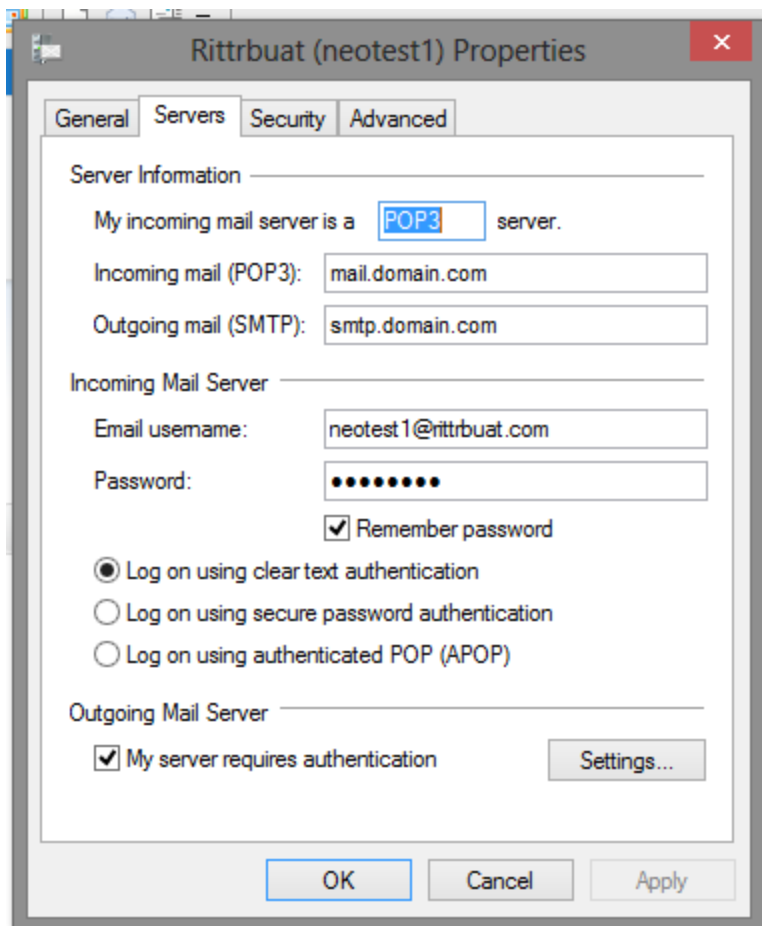 Rittrbuat (neotest1) Properties
General Servers Security Advanced
Server Information
My incoming mail server is a POP3 server.
Incoming mail (POP3): mail.domain.com
Outgoing mail (SMTP): smtp.domain.com
Incoming Mail Server
Email username: neotest1@rittrbuat.com
Password: ●●●●●●●●
Remember password
Log on using clear text authentication
Log on using secure password authentication
Log on using authenticated POP (APOP)
Outgoing Mail Server
My server requires authentication Settings...
OK Cancel Apply